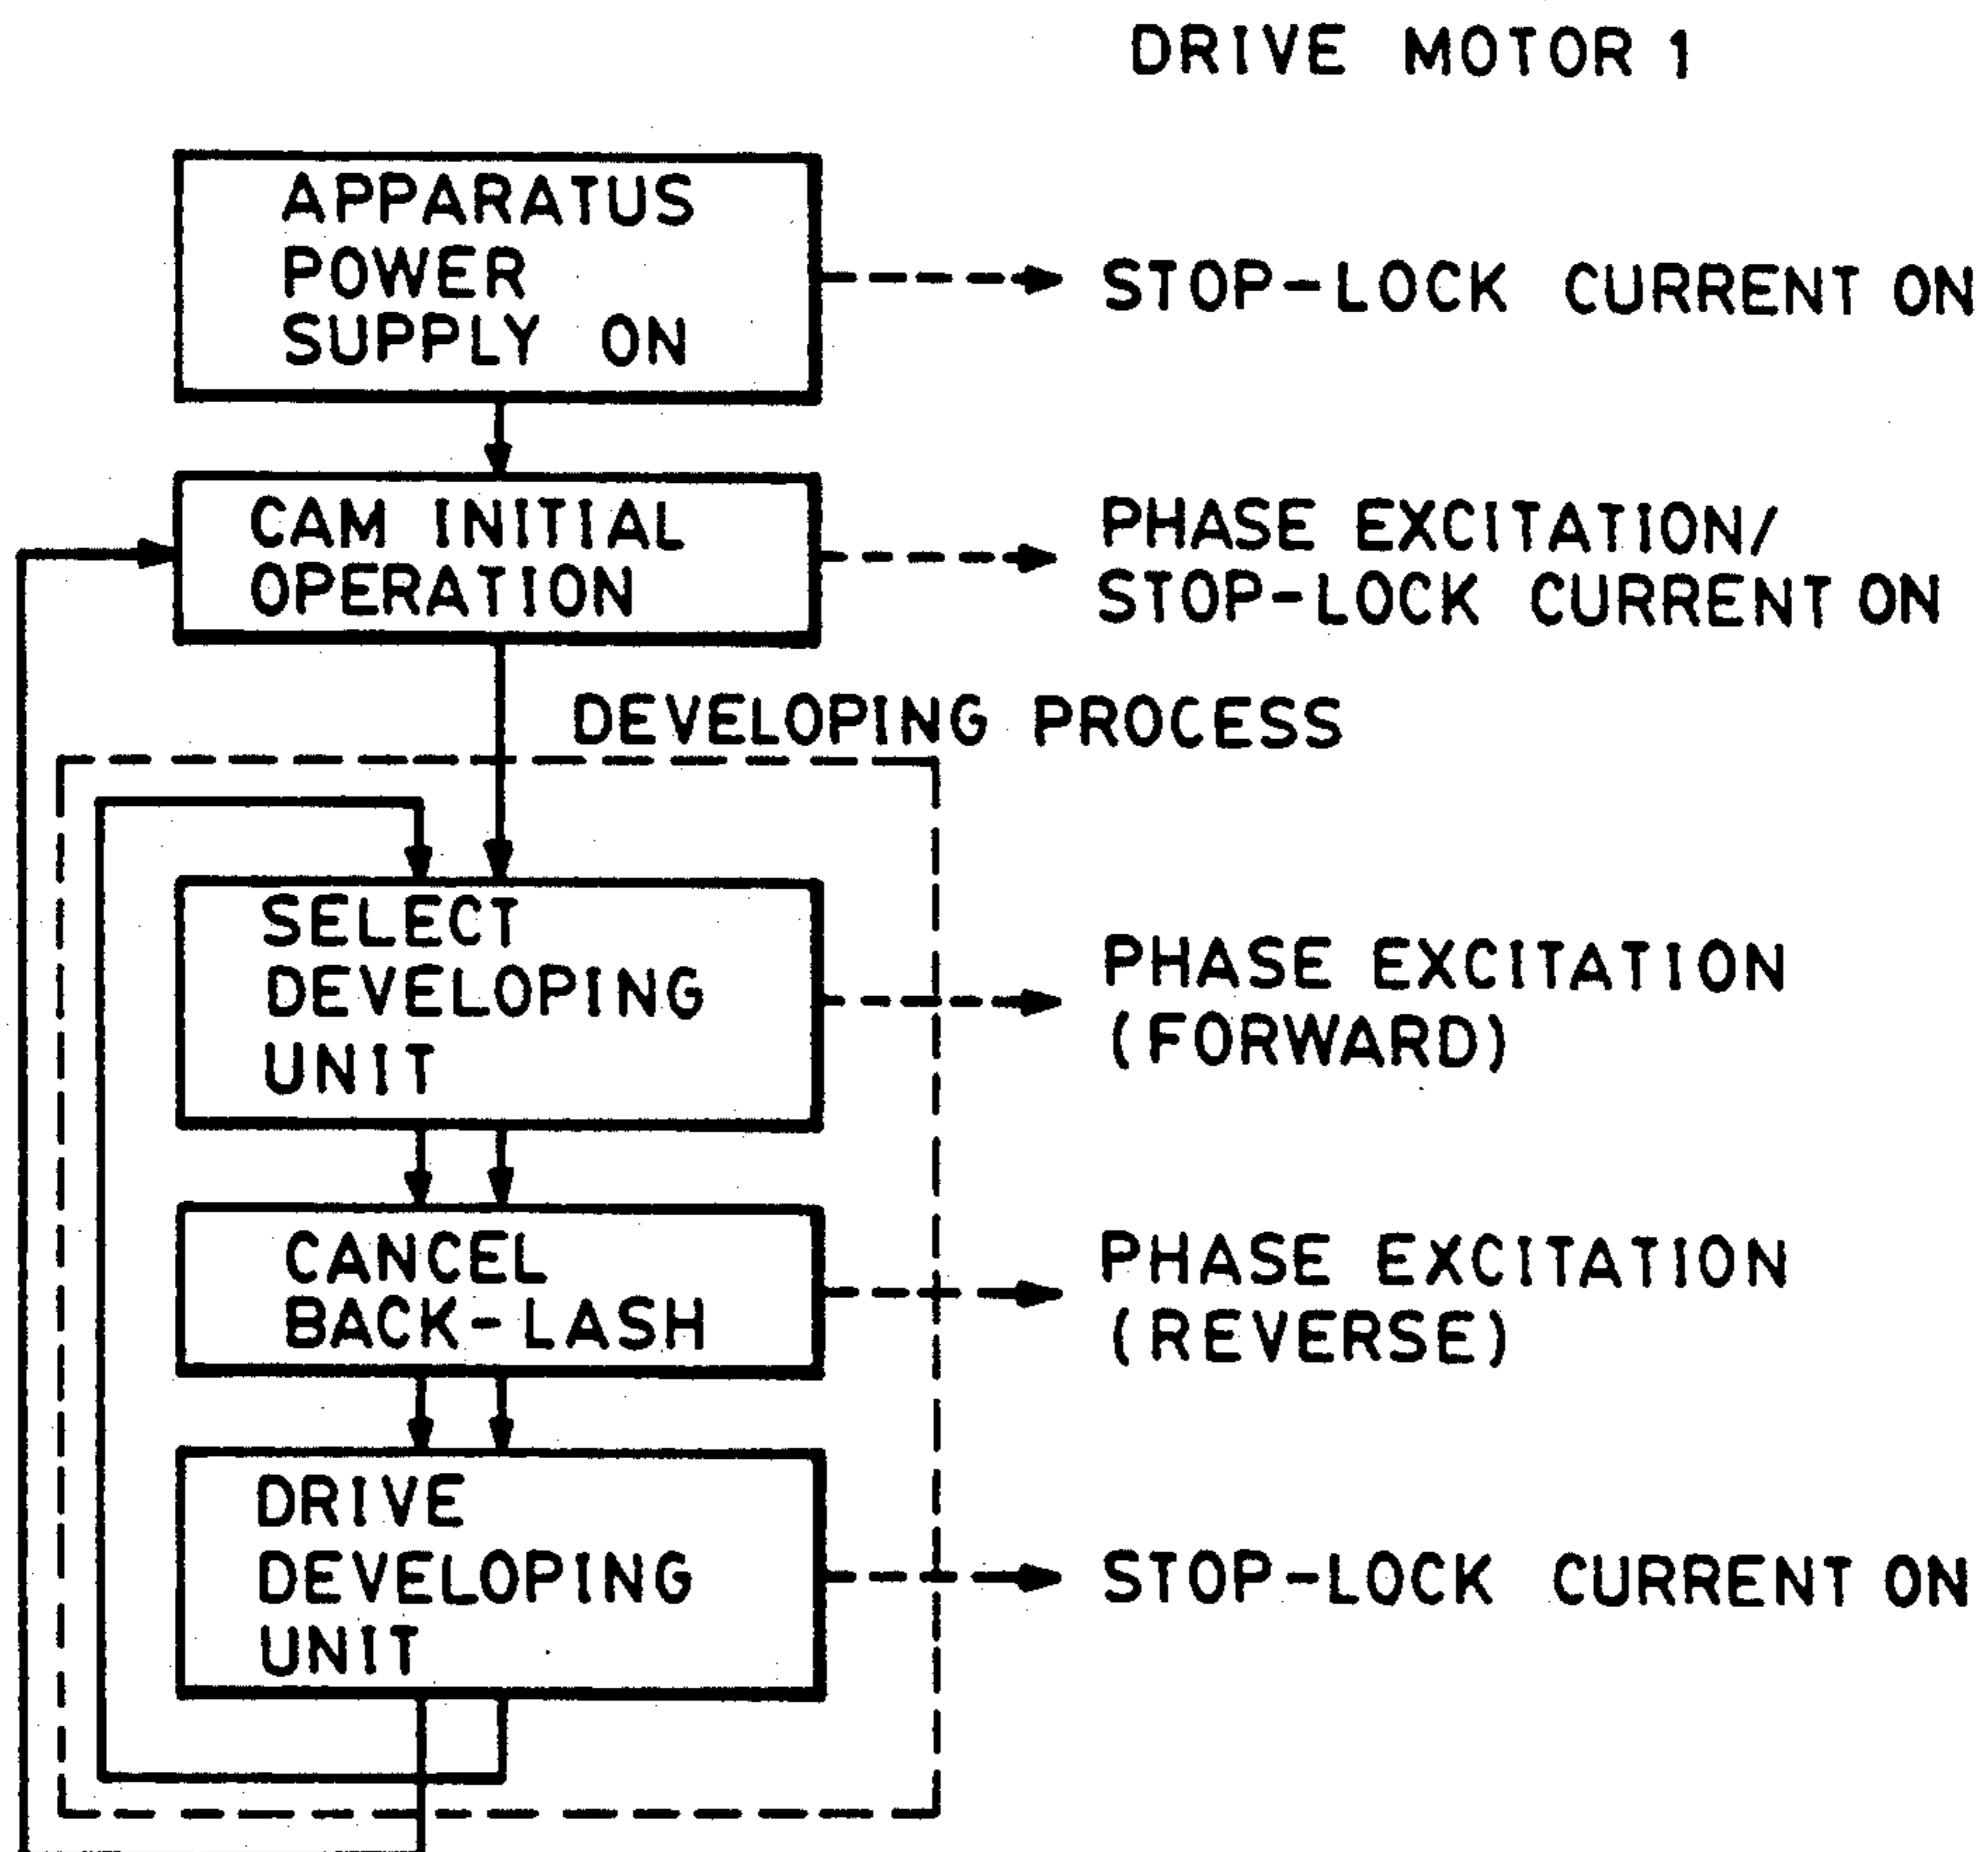 DRIVE MOTOR 1
APPARATUS
POWER
SUPPLY ON
STOP-LOCK CURRENT ON
CAM INITIAL
OPERATION
PHASE EXCITATION/
STOP-LOCK CURRENT ON
DEVELOPING PROCESS
SELECT
DEVELOPING
UNIT
PHASE EXCITATION
(FORWARD)
CANCEL
BACK-LASH
PHASE EXCITATION
(REVERSE)
DRIVE
DEVELOPING
UNIT
STOP-LOCK CURRENT ON